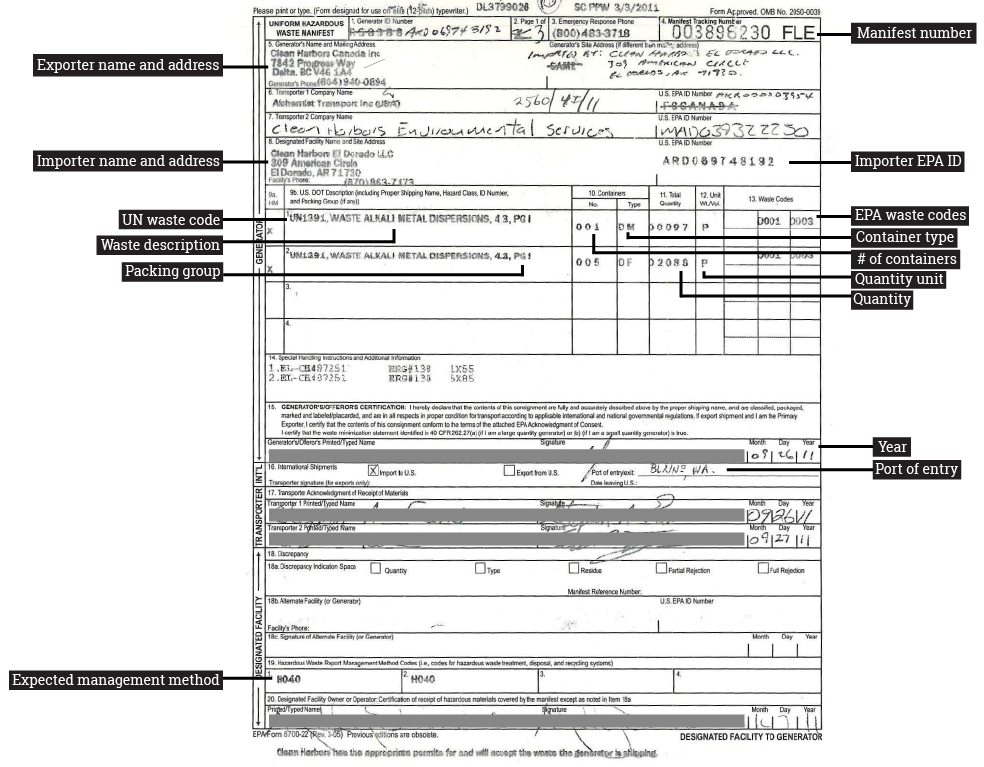 Please print or type. (Form designed for use on elite (12-pitch) typewriter.) DL3799026 SC PPW 3/3/2011 Form Approved. OMB No. 2050-0039
UNIFORM HAZARDOUS WASTE MANIFEST
1. Generator ID Number
ARD069743192
2. Page 1 of
3
3. Emergency Response Phone
(800)483-3718
4. Manifest Tracking Number
003896230 FLE
Manifest number
5. Generator's Name and Mailing Address
Generator's Site Address (if different than mailing address)
Clean Harbors Canada Inc
7842 Progress Way
Delta, BC V4G 1A4
Generator's Phone: (604)940-0894
SAME
309 AMERICAN CIRCLE
Exporter name and address
6. Transporter 1 Company Name
U.S. EPA ID Number
Alchemist Transport Inc (USA)
FSCANADA
7. Transporter 2 Company Name
U.S. EPA ID Number
Clean Harbors Environmental Services
MAD039322250
8. Designated Facility Name and Site Address
U.S. EPA ID Number
Clean Harbors El Dorado LLC
309 American Circle
El Dorado, AR 71730
Facility's Phone: (870)863-7173
ARD069748192
Importer name and address
Importer EPA ID
GENERATOR
9a. HM
9b. U.S. DOT Description (including Proper Shipping Name, Hazard Class, ID Number, and Packing Group (if any))
10. Containers
No.
Type
11. Total Quantity
12. Unit Wt./Vol.
13. Waste Codes
X
1. UN1391, WASTE ALKALI METAL DISPERSIONS, 4.3, PG I
001 DM 00097 P D001 D003
X
2. UN1391, WASTE ALKALI METAL DISPERSIONS, 4.3, PG I
005 DF 02088 P D001 D003
3.
4.
UN waste code
Waste description
Packing group
EPA waste codes
Container type
# of containers
Quantity unit
Quantity
14. Special Handling Instructions and Additional Information
1.EL-CH497251 ERG#138 1X55
2.EL-CH497251 ERG#138 5X85
15. GENERATOR'S/OFFEROR'S CERTIFICATION: I hereby declare that the contents of this consignment are fully and accurately described above by the proper shipping name, and are classified, packaged,
marked and labeled/placarded, and are in all respects in proper condition for transport according to applicable international and national governmental regulations. If export shipment and I am the Primary
Exporter, I certify that the contents of this consignment conform to the terms of the attached EPA Acknowledgment of Consent.
I certify that the waste minimization statement identified in 40 CFR 262.27(a) (if I am a large quantity generator) or (b) (if I am a small quantity generator) is true.
Generator's/Offeror's Printed/Typed Name
Signature
Month Day Year
09 26 11
Year
INT'L
16. International Shipments
X Import to U.S.
Export from U.S.
Port of entry/exit: BLAINE WA.
Transporter signature (for exports only):
Date leaving U.S.:
Port of entry
TRANSPORTER
17. Transporter Acknowledgment of Receipt of Materials
Transporter 1 Printed/Typed Name
Signature
Month Day Year
09 26 11
Transporter 2 Printed/Typed Name
Signature
Month Day Year
09 27 11
DESIGNATED FACILITY
18. Discrepancy
18a. Discrepancy Indication Space
Quantity
Type
Residue
Partial Rejection
Full Rejection
Manifest Reference Number:
18b. Alternate Facility (or Generator)
U.S. EPA ID Number
Facility's Phone:
18c. Signature of Alternate Facility (or Generator)
Month Day Year
19. Hazardous Waste Report Management Method Codes (i.e., codes for hazardous waste treatment, disposal, and recycling systems)
1. H040
2. H040
3.
4.
Expected management method
20. Designated Facility Owner or Operator: Certification of receipt of hazardous materials covered by the manifest except as noted in Item 18a
Printed/Typed Name
Signature
Month Day Year
EPA Form 8700-22 (Rev. 3-05) Previous editions are obsolete.
DESIGNATED FACILITY TO GENERATOR
Clean Harbors has the appropriate permits for and will accept the waste the generator is shipping.